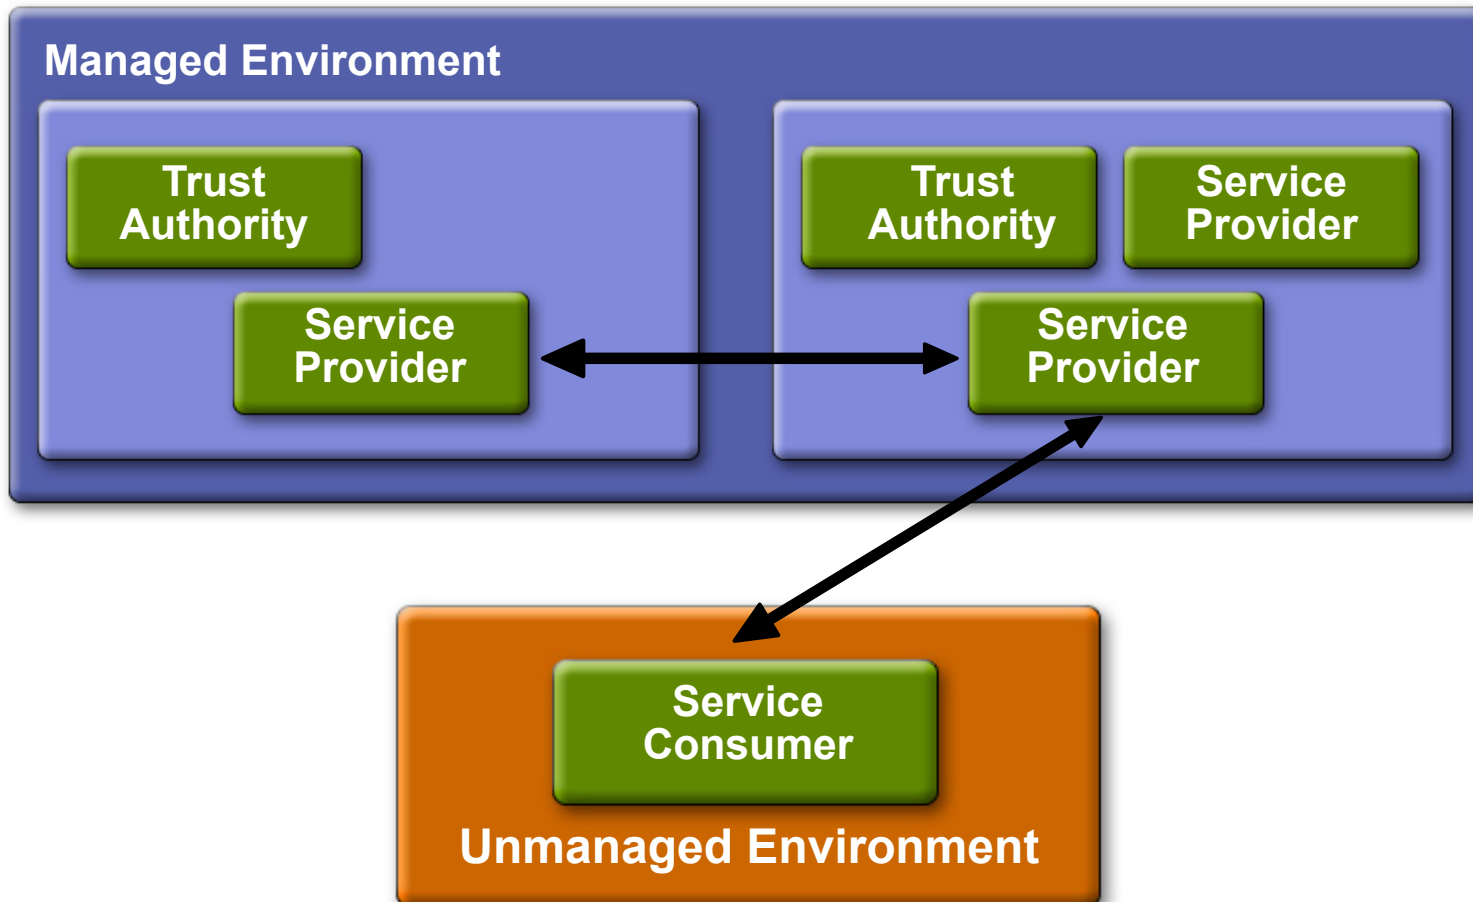 Managed Environment
Trust
Authority
Service
Provider
Trust
Authority
Service
Provider
Service
Provider
Service
Consumer
Unmanaged Environment